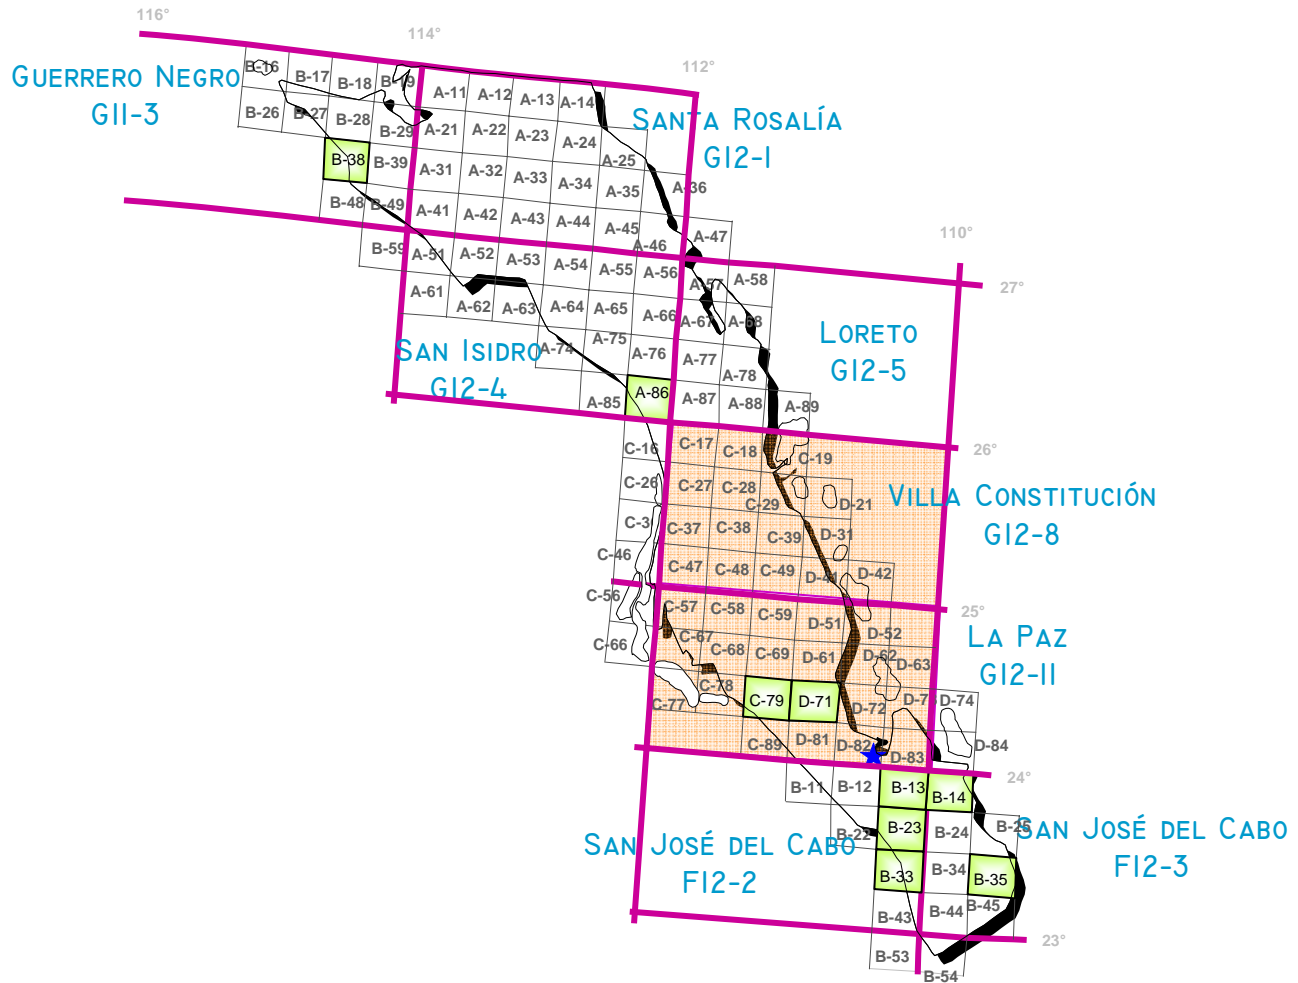 116°
114°
112°
110°
27°
26°
25°
24°
23°
GUERRERO NEGRO
G11-3
SANTA ROSALÍA
G12-1
SAN ISIDRO
G12-4
LORETO
G12-5
VILLA CONSTITUCIÓN
G12-8
LA PAZ
G12-11
SAN JOSÉ DEL CABO
F12-2
SAN JOSÉ DEL CABO
F12-3
B-16 B-17 B-18 B-19 A-11 A-12 A-13 A-14
B-26 B-27 B-28 B-29 A-21 A-22 A-23 A-24 A-25
B-38 B-39 A-31 A-32 A-33 A-34 A-35 A-36
B-48 B-49 A-41 A-42 A-43 A-44 A-45 A-46 A-47
B-59 A-51 A-52 A-53 A-54 A-55 A-56 A-57 A-58
A-61 A-62 A-63 A-64 A-65 A-66 A-67 A-68
A-74 A-75 A-76 A-77 A-78
A-85 A-86 A-87 A-88 A-89
C-16 C-17 C-18 C-19
C-26 C-27 C-28 C-29 D-21
C-37 C-38 C-39 D-31
C-46 C-47 C-48 C-49 D-41 D-42
C-56 C-57 C-58 C-59 D-51 D-52
C-66 C-67 C-68 C-69 D-61 D-62 D-63
C-77 C-78 C-79 D-71 D-72 D-74
C-89 D-81 D-82 D-83 D-84
B-11 B-12 B-13 B-14
B-22 B-23 B-24 B-25
B-33 B-34 B-35
B-43 B-44 B-45
B-53 B-54